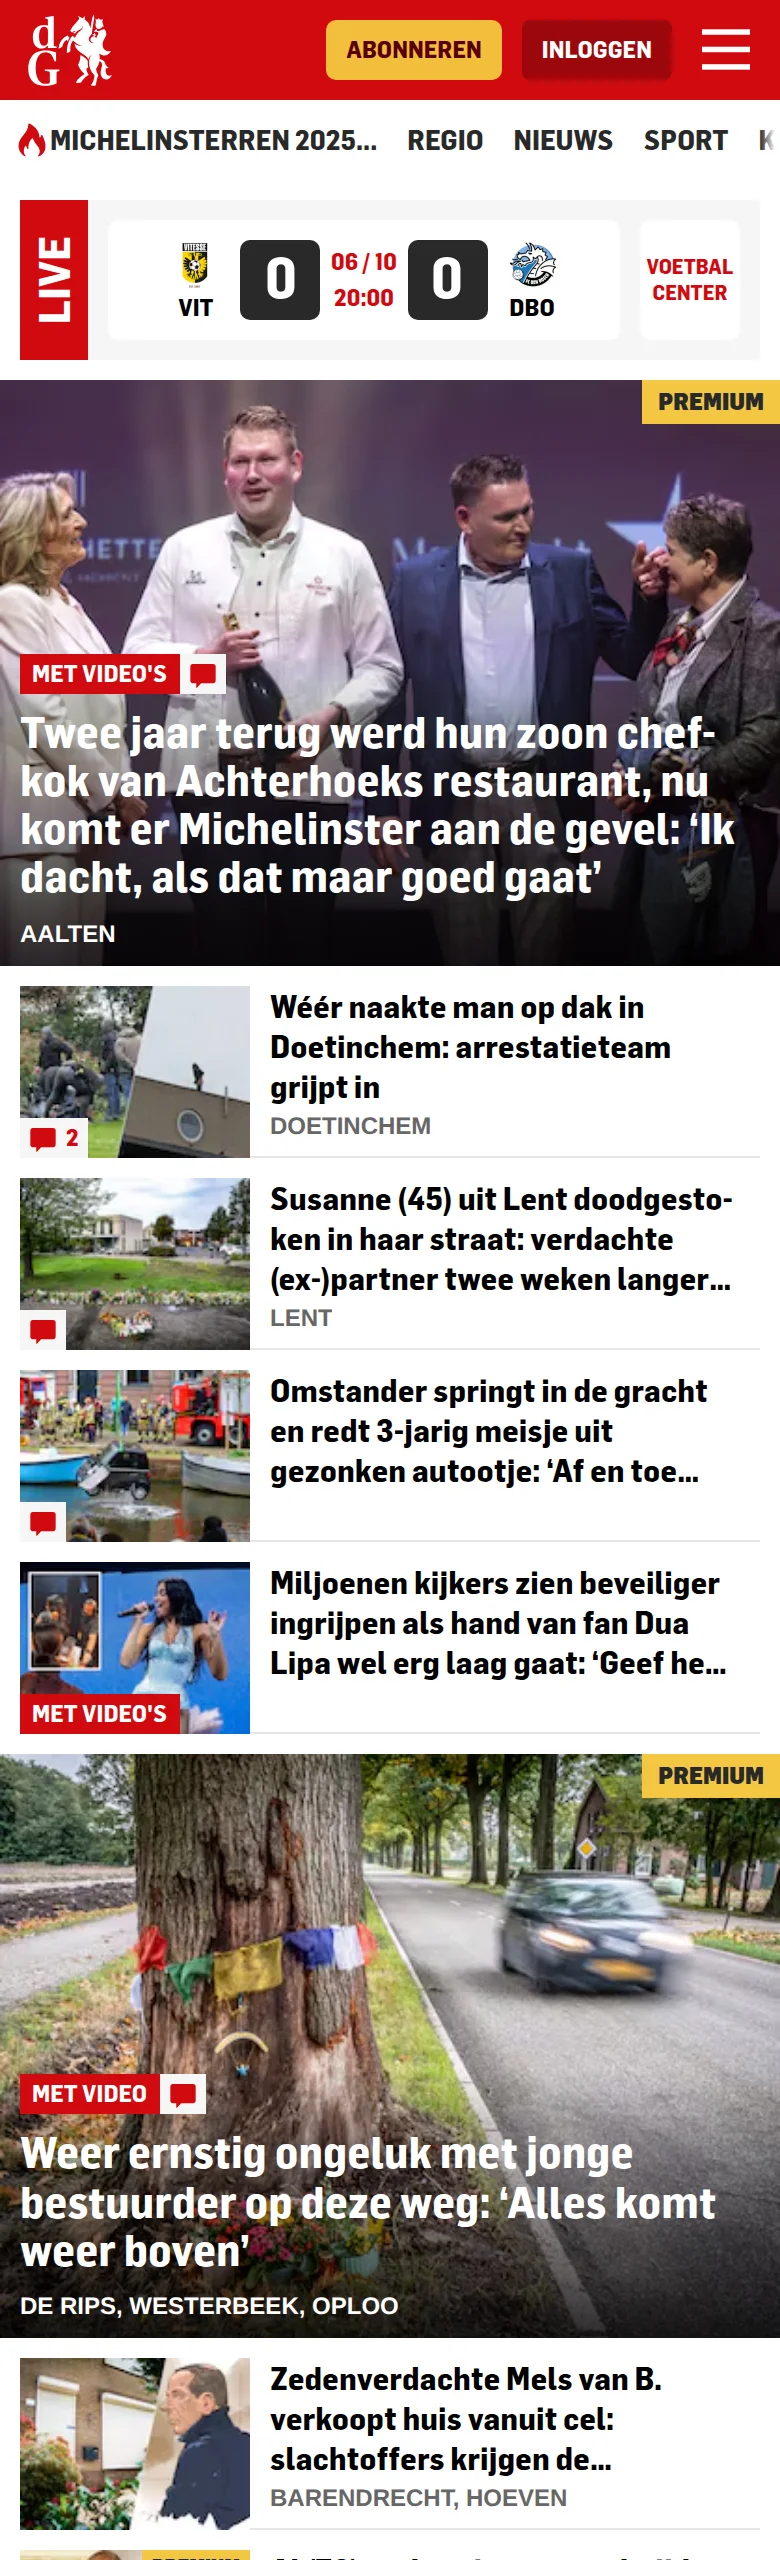 dG
ABONNEREN
INLOGGEN
MICHELINSTERREN 2025...
REGIO
NIEUWS
SPORT
LIVE
VITESSE
VIT
0
06 / 10
20:00
0
DBO
VOETBAL
CENTER
PREMIUM
MET VIDEO'S
Twee jaar terug werd hun zoon chef-
kok van Achterhoeks restaurant, nu
komt er Michelinster aan de gevel: ‘Ik
dacht, als dat maar goed gaat’
AALTEN
Wéér naakte man op dak in
Doetinchem: arrestatieteam
grijpt in
DOETINCHEM
2
Susanne (45) uit Lent doodgesto-
ken in haar straat: verdachte
(ex-)partner twee weken langer...
LENT
Omstander springt in de gracht
en redt 3-jarig meisje uit
gezonken autootje: ‘Af en toe...
Miljoenen kijkers zien beveiliger
ingrijpen als hand van fan Dua
Lipa wel erg laag gaat: ‘Geef he...
MET VIDEO'S
PREMIUM
MET VIDEO
Weer ernstig ongeluk met jonge
bestuurder op deze weg: ‘Alles komt
weer boven’
DE RIPS, WESTERBEEK, OPLOO
Zedenverdachte Mels van B.
verkoopt huis vanuit cel:
slachtoffers krijgen de...
BARENDRECHT, HOEVEN